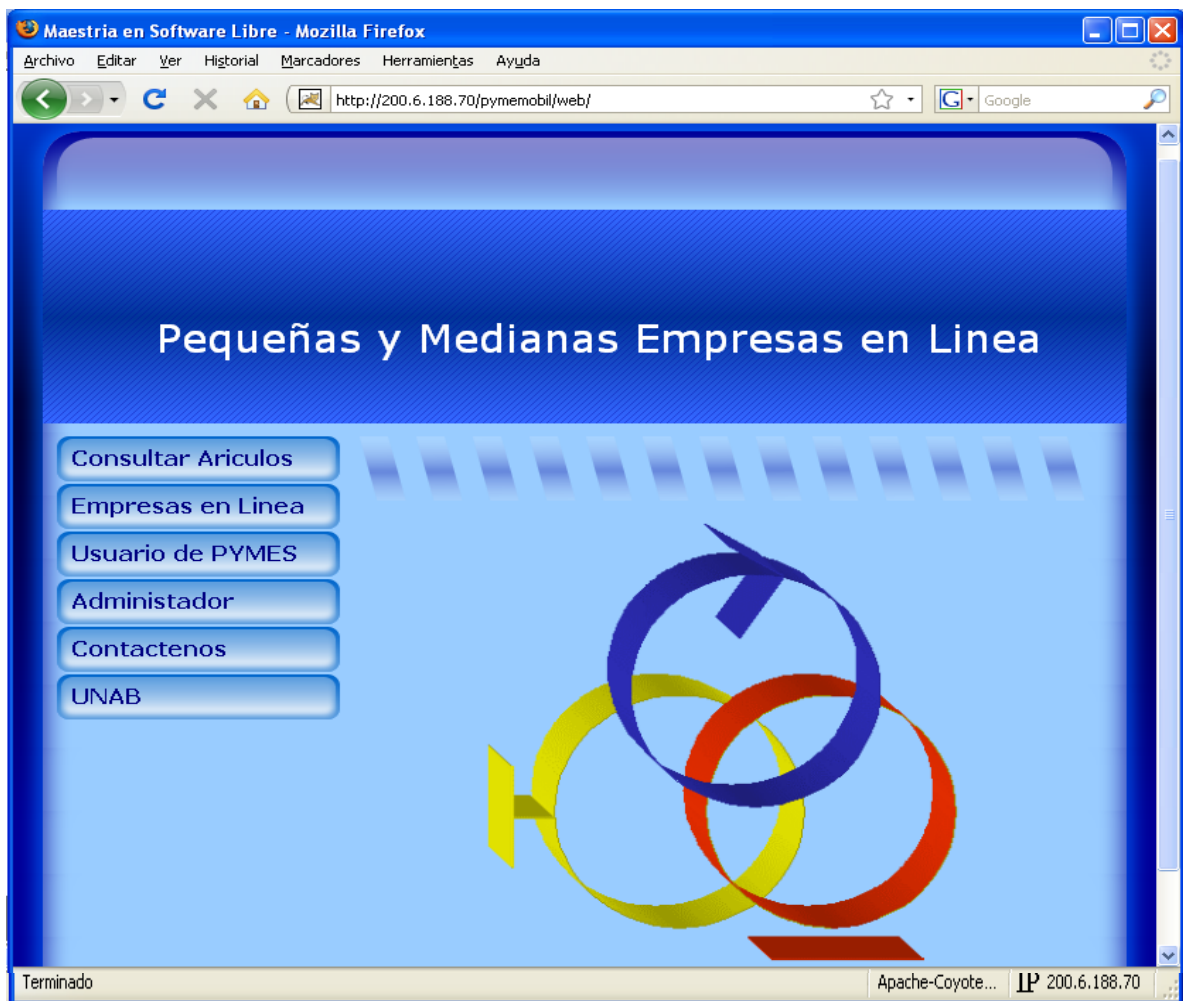 Maestria en Software Libre - Mozilla Firefox
Archivo Editar Ver Historial Marcadores Herramientas Ayuda
http://200.6.188.70/pymemobil/web/ G Google
Pequeñas y Medianas Empresas en Linea
Consultar Ariculos
Empresas en Linea
Usuario de PYMES
Administador
Contactenos
UNAB
Terminado Apache-Coyote... IP 200.6.188.70